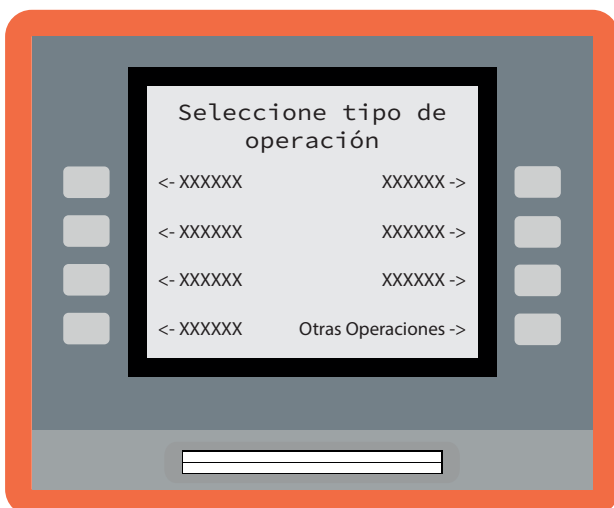 Seleccione tipo de
operación
<- XXXXXX XXXXXX ->
<- XXXXXX XXXXXX ->
<- XXXXXX XXXXXX ->
<- XXXXXX Otras Operaciones ->